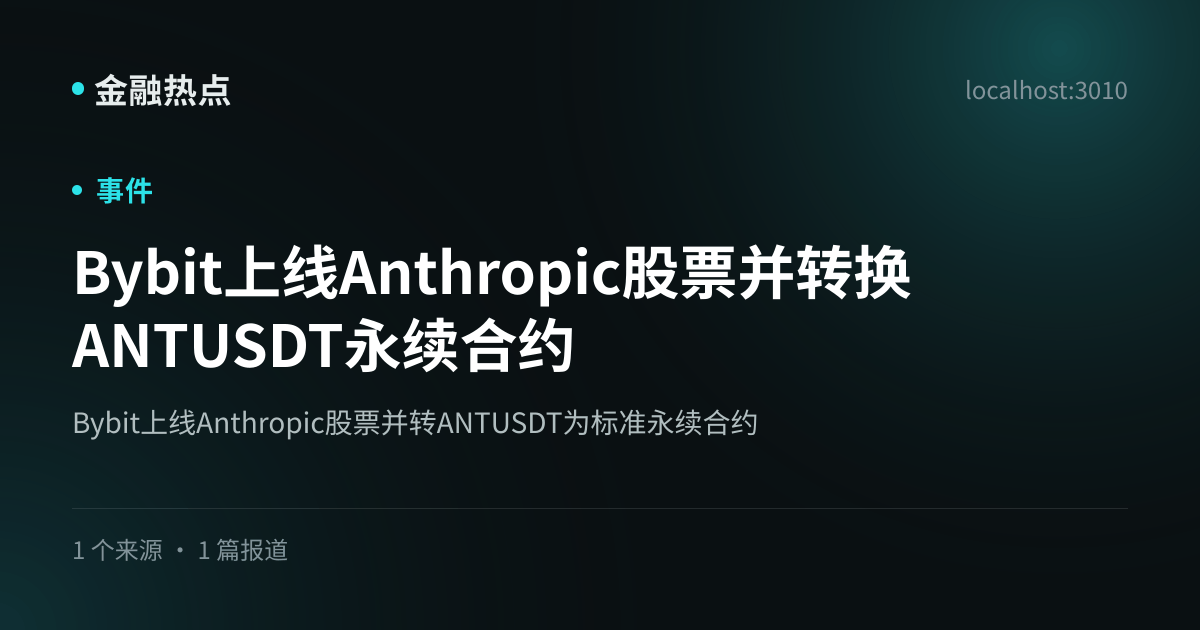 金融热点
localhost:3010
事件
Bybit上线Anthropic股票并转换
ANTUSDT永续合约
Bybit上线Anthropic股票并转ANTUSDT为标准永续合约
1 个来源 · 1 篇报道